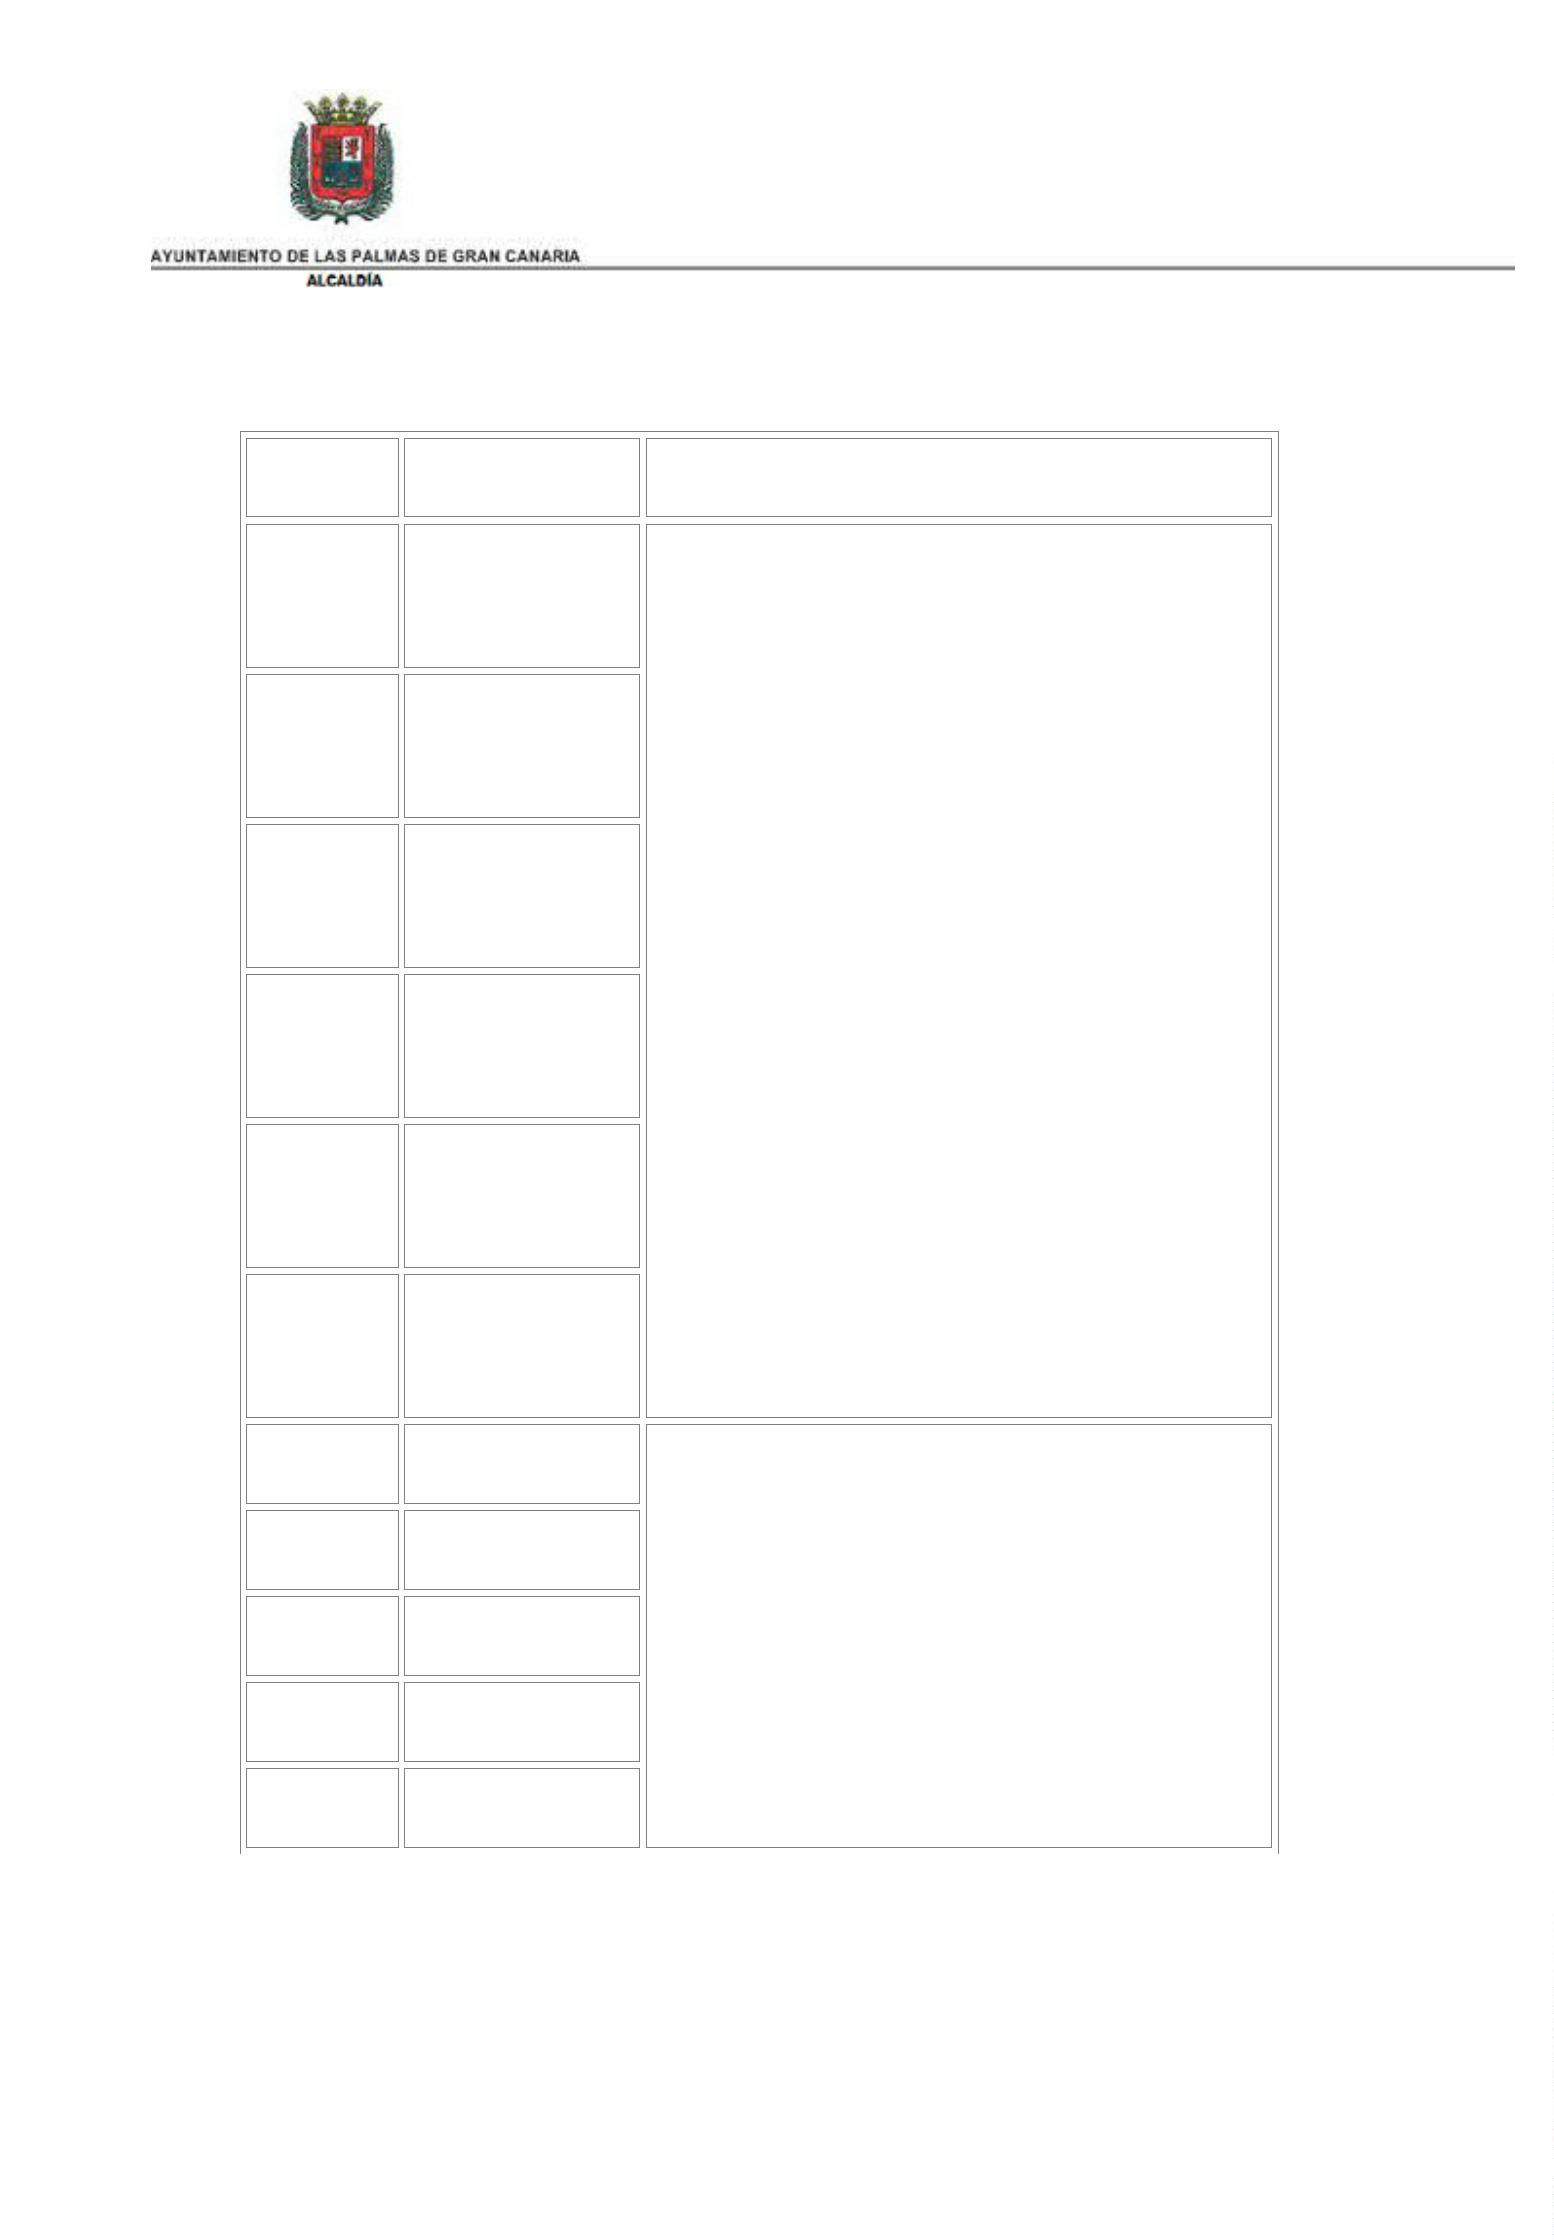 AYUNTAMIENTO DE LAS PALMAS DE GRAN CANARIA
ALCALDÍA